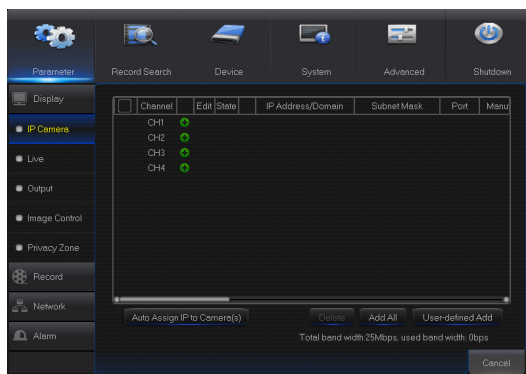 Parameter Record Search Device System Advanced Shutdown
Display
IP Camera
Live
Output
Image Control
Privacy Zone
Record
Network
Alarm
Channel Edit State IP Address/Domain Subnet Mask Port Manu
CH1
CH2
CH3
CH4
Auto Assign IP to Camera(s) Delete Add All User-defined Add
Total band width:25Mbps, used band width: 0bps
Cancel